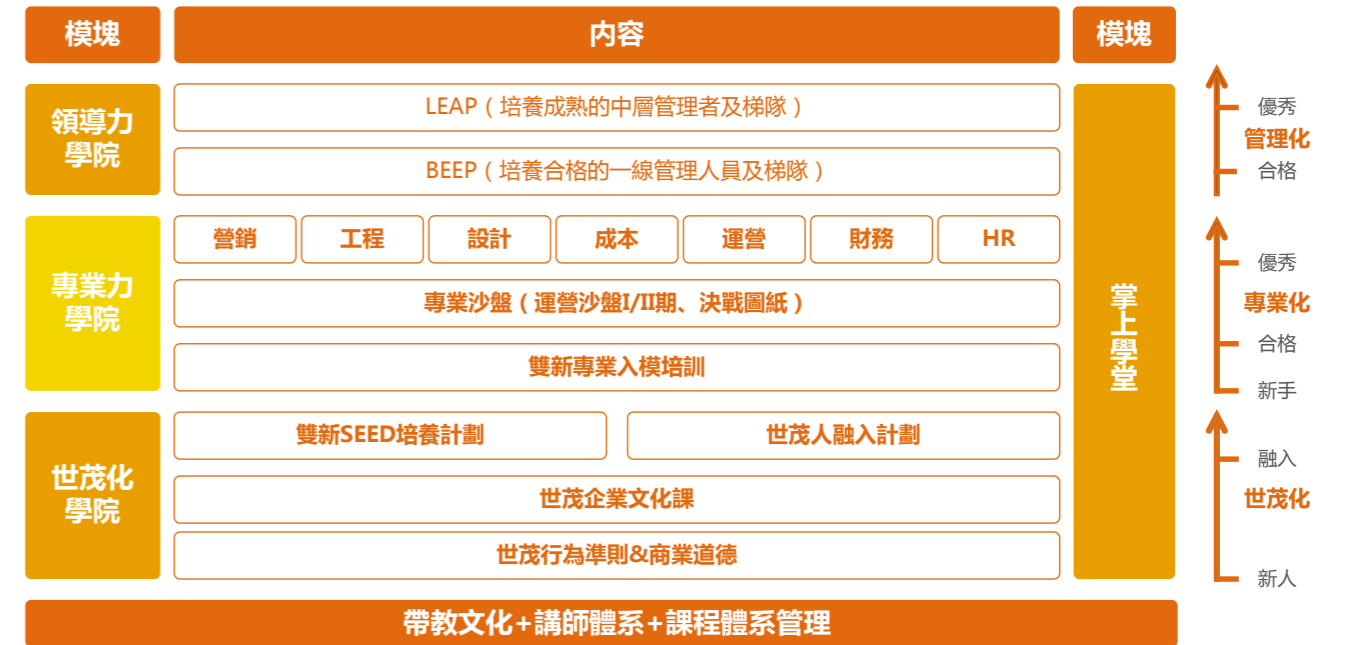 模塊
内容
模塊
領導力
學院
LEAP（培養成熟的中層管理者及梯隊）
BEEP（培養合格的一線管理人員及梯隊）
優秀
管理化
合格
專業力
學院
營銷
工程
設計
成本
運營
財務
HR
專業沙盤（運營沙盤I/II期、決戰圖紙）
雙新專業入模培訓
掌上學堂
優秀
專業化
合格
新手
世茂化
學院
雙新SEED培養計劃
世茂人融入計劃
世茂企業文化課
世茂行為準則&商業道德
融入
世茂化
新人
帶教文化+講師體系+課程體系管理